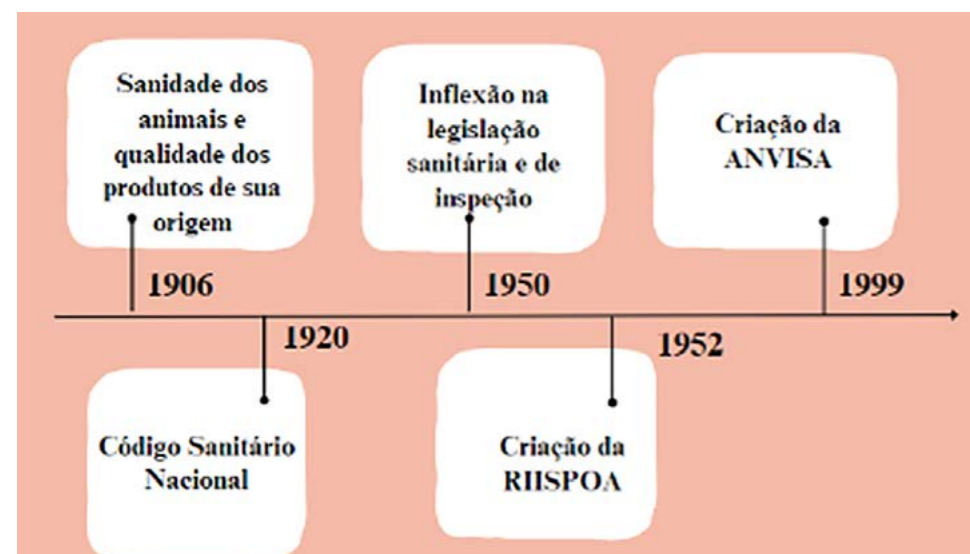 Sanidade dos
animais e
qualidade dos
produtos de sua
origem
1906
Inflexão na
legislação
sanitária e de
inspeção
1950
Criação da
ANVISA
1999
1920
Código Sanitário
Nacional
1952
Criação da
RIISPOA